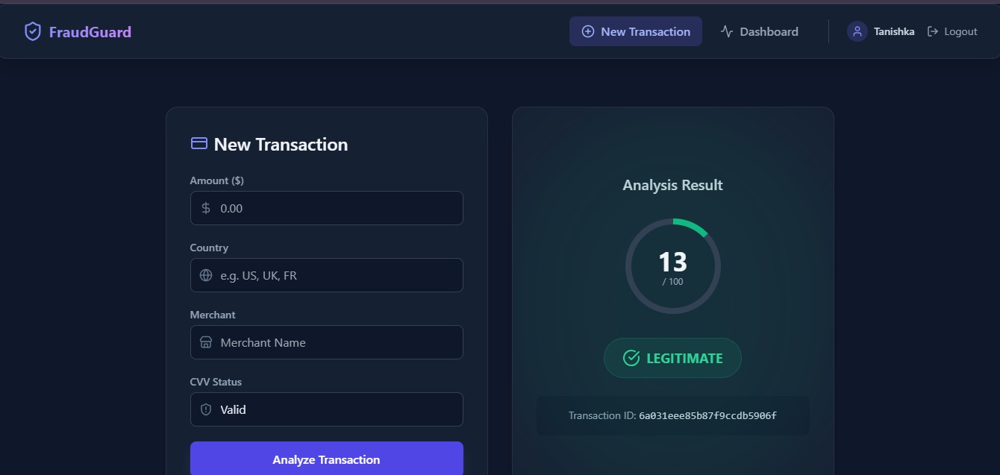 FraudGuard
New Transaction
Dashboard
Tanishka
Logout
New Transaction
Amount ($)
$ 0.00
Country
e.g. US, UK, FR
Merchant
Merchant Name
CVV Status
Valid
Analyze Transaction
Analysis Result
13
/ 100
LEGITIMATE
Transaction ID: 6a031eee85b87f9ccdb5906f